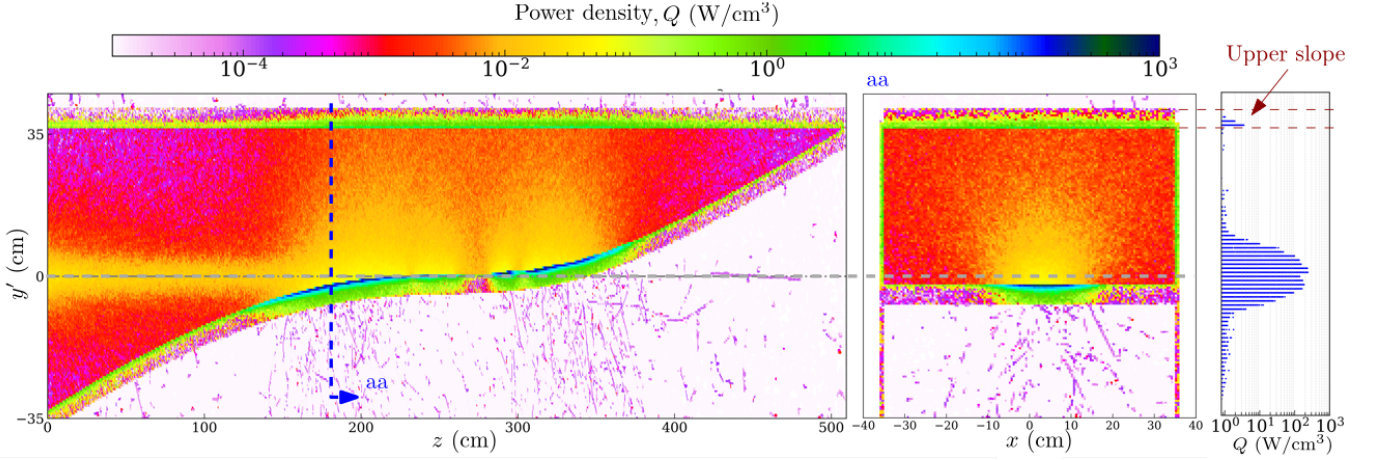 Power density, Q (W/cm³)
10⁻⁴ 10⁻² 10⁰ 10³
aa
Upper slope
35
0
−35
y′ (cm)
aa
100 200 300 400 500
z (cm)
−40 −30 −20 −10 0 10 20 30 40
x (cm)
10⁰ 10¹ 10² 10³
Q (W/cm³)